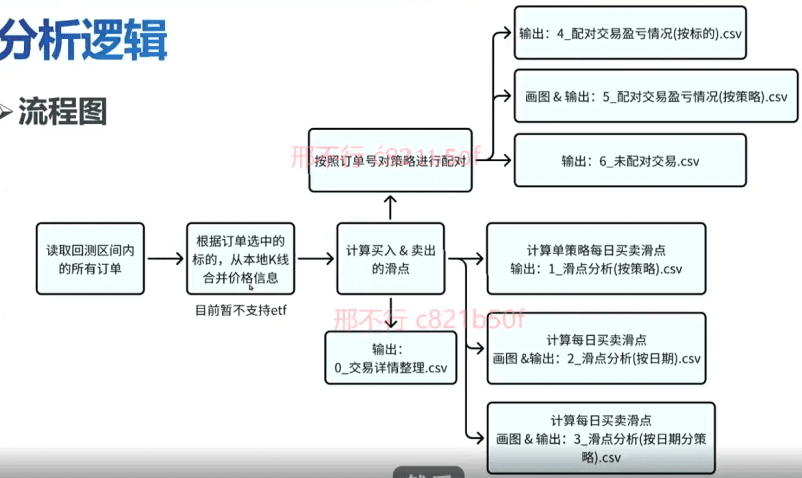 分析逻辑
流程图
输出：4_配对交易盈亏情况(按标的).csv
画图 & 输出：5_配对交易盈亏情况(按策略).csv
邢不行 c821b50f
按照订单号对策略进行配对
输出：6_未配对交易.csv
读取回测区间内
的所有订单
根据订单选中的
标的，从本地K线
合并价格信息
目前暂不支持etf
计算买入 & 卖出
的滑点
计算单策略每日买卖滑点
输出：1_滑点分析(按策略).csv
邢不行 c821b50f
输出：
0_交易详情整理.csv
计算每日买卖滑点
画图 &输出：2_滑点分析(按日期).csv
计算每日买卖滑点
画图 & 输出：3_滑点分析(按日期分策
略).csv